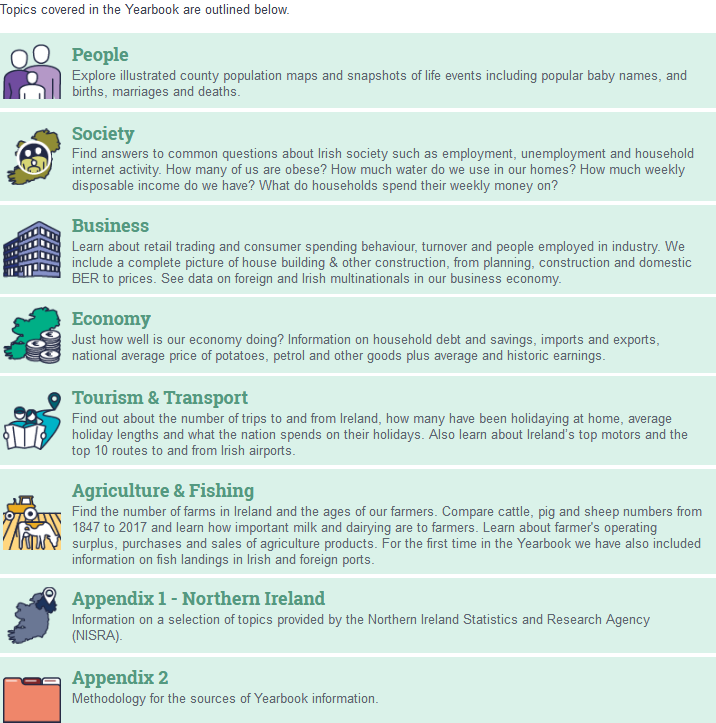 Topics covered in the Yearbook are outlined below.
People
Explore illustrated county population maps and snapshots of life events including popular baby names, and
births, marriages and deaths.
Society
Find answers to common questions about Irish society such as employment, unemployment and household
internet activity. How many of us are obese? How much water do we use in our homes? How much weekly
disposable income do we have? What do households spend their weekly money on?
Business
Learn about retail trading and consumer spending behaviour, turnover and people employed in industry. We
include a complete picture of house building & other construction, from planning, construction and domestic
BER to prices. See data on foreign and Irish multinationals in our business economy.
Economy
Just how well is our economy doing? Information on household debt and savings, imports and exports,
national average price of potatoes, petrol and other goods plus average and historic earnings.
Tourism & Transport
Find out about the number of trips to and from Ireland, how many have been holidaying at home, average
holiday lengths and what the nation spends on their holidays. Also learn about Ireland’s top motors and the
top 10 routes to and from Irish airports.
Agriculture & Fishing
Find the number of farms in Ireland and the ages of our farmers. Compare cattle, pig and sheep numbers from
1847 to 2017 and learn how important milk and dairying are to farmers. Learn about farmer's operating
surplus, purchases and sales of agriculture products. For the first time in the Yearbook we have also included
information on fish landings in Irish and foreign ports.
Appendix 1 - Northern Ireland
Information on a selection of topics provided by the Northern Ireland Statistics and Research Agency
(NISRA).
Appendix 2
Methodology for the sources of Yearbook information.